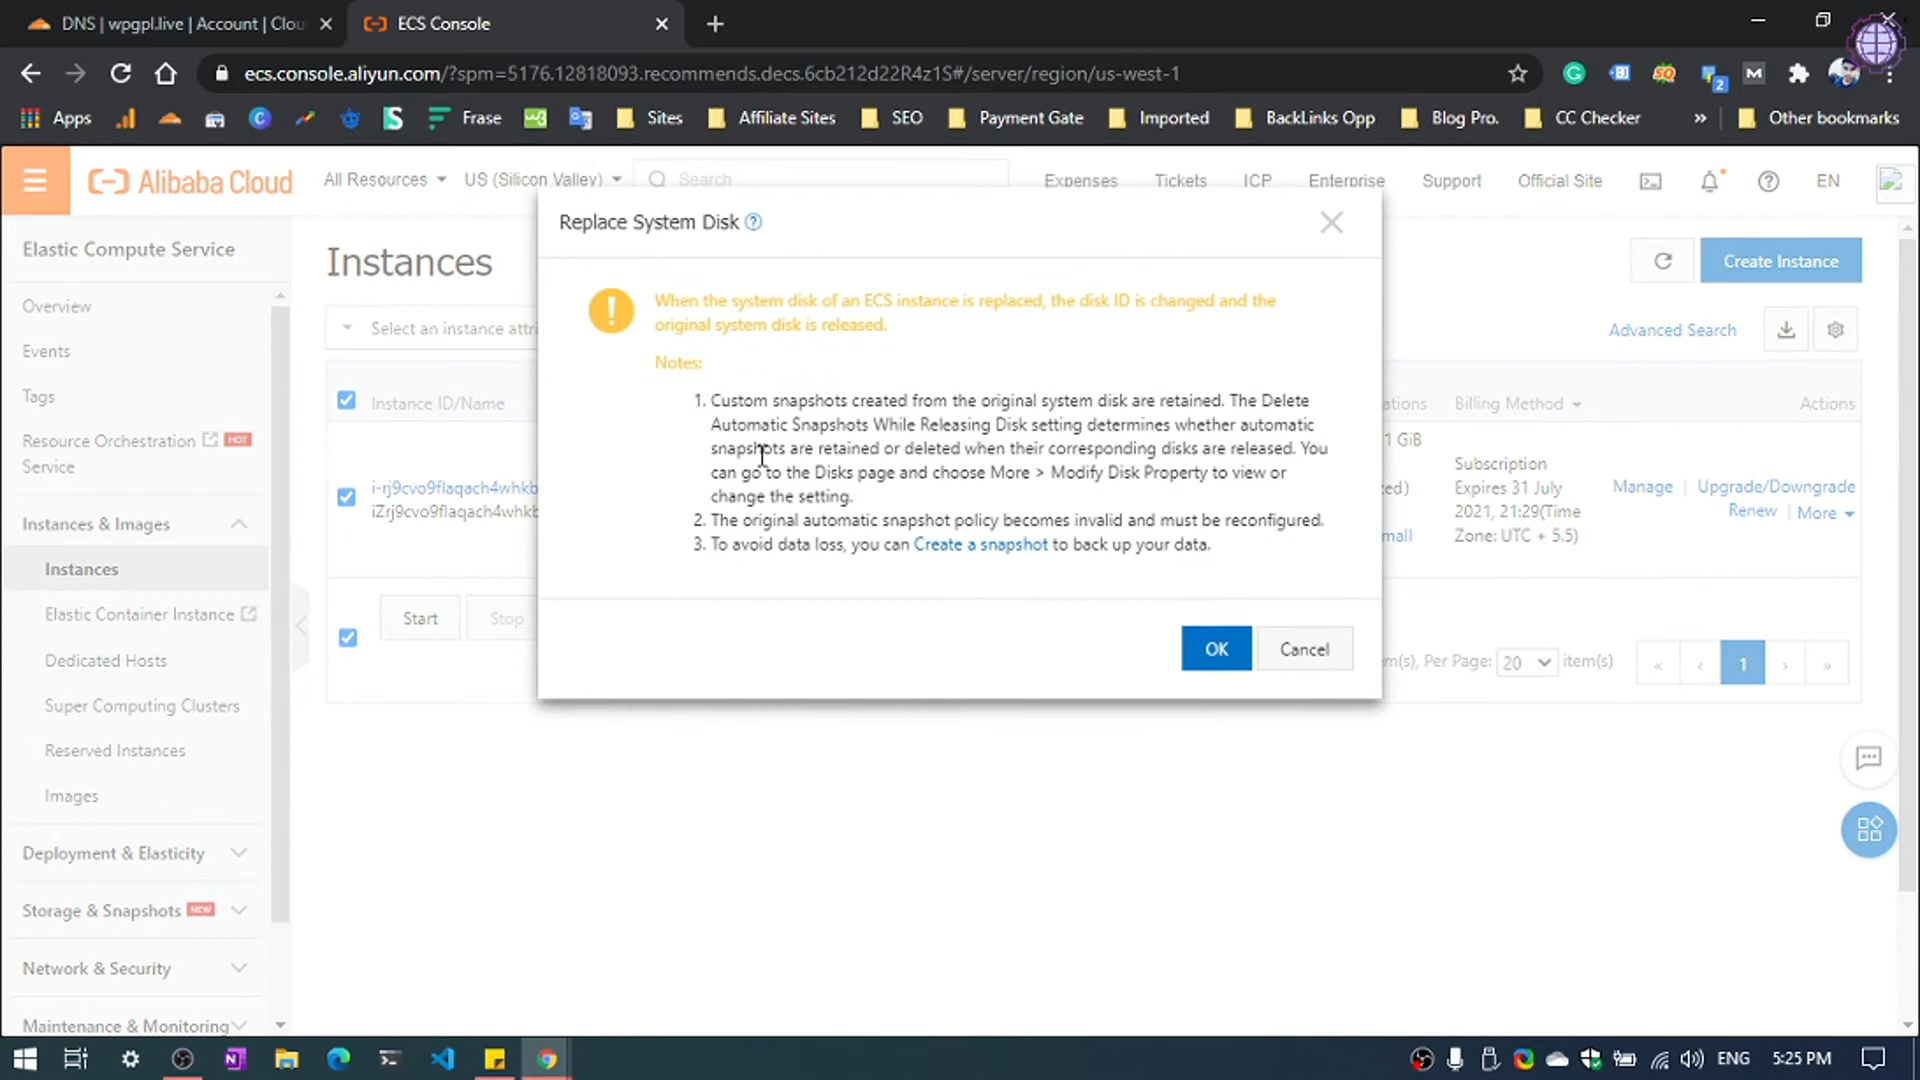 DNS | wpgpl.live | Account | Clou
ECS Console
ecs.console.aliyun.com/?spm=5176.12818093.recommends.decs.6cb212d22R4z1S#/server/region/us-west-1
Apps
Frase
Sites
Affiliate Sites
SEO
Payment Gate
Imported
BackLinks Opp
Blog Pro.
CC Checker
»
Other bookmarks
Alibaba Cloud
All Resources
US (Silicon Valley)
Search
Expenses
Tickets
ICP
Enterprise
Support
Official Site
EN
Elastic Compute Service
Overview
Events
Tags
Resource Orchestration HOT
Service
Instances & Images
Instances
Elastic Container Instance
Dedicated Hosts
Super Computing Clusters
Reserved Instances
Images
Deployment & Elasticity
Storage & Snapshots NEW
Network & Security
Maintenance & Monitoring
Instances
Create Instance
Select an instance attri
Advanced Search
Instance ID/Name
ations
Billing Method
Actions
i-rj9cvo9flaqach4whkb
iZrj9cvo9flaqach4whkb
1 GiB
ed)
mall
Subscription
Expires 31 July
2021, 21:29(Time
Zone: UTC + 5.5)
Manage | Upgrade/Downgrade
Renew | More
Start
Stop
m(s), Per Page: 20 item(s)
« ‹ 1 › »
Replace System Disk
When the system disk of an ECS instance is replaced, the disk ID is changed and the
original system disk is released.
Notes:
1. Custom snapshots created from the original system disk are retained. The Delete
Automatic Snapshots While Releasing Disk setting determines whether automatic
snapshots are retained or deleted when their corresponding disks are released. You
can go to the Disks page and choose More > Modify Disk Property to view or
change the setting.
2. The original automatic snapshot policy becomes invalid and must be reconfigured.
3. To avoid data loss, you can Create a snapshot to back up your data.
OK
Cancel
ENG
5:25 PM